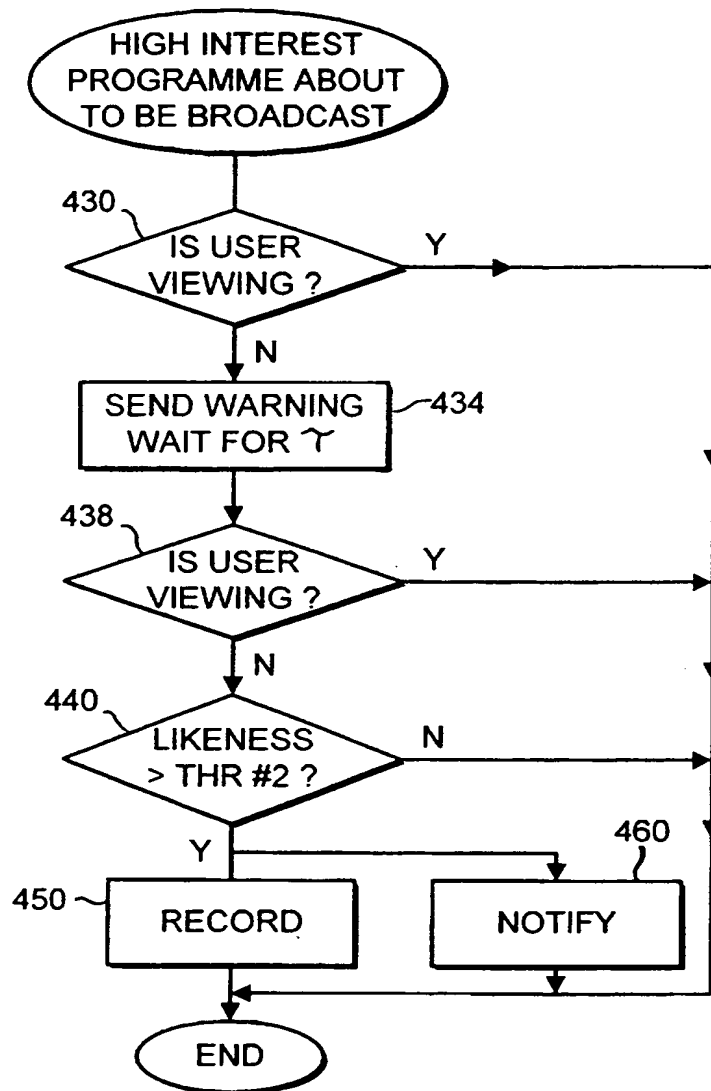 HIGH INTEREST
PROGRAMME ABOUT
TO BE BROADCAST
430
IS USER
VIEWING ?
Y
N
SEND WARNING
WAIT FOR τ
434
438
IS USER
VIEWING ?
Y
N
440
LIKENESS
> THR #2 ?
N
Y
460
450
RECORD
NOTIFY
END